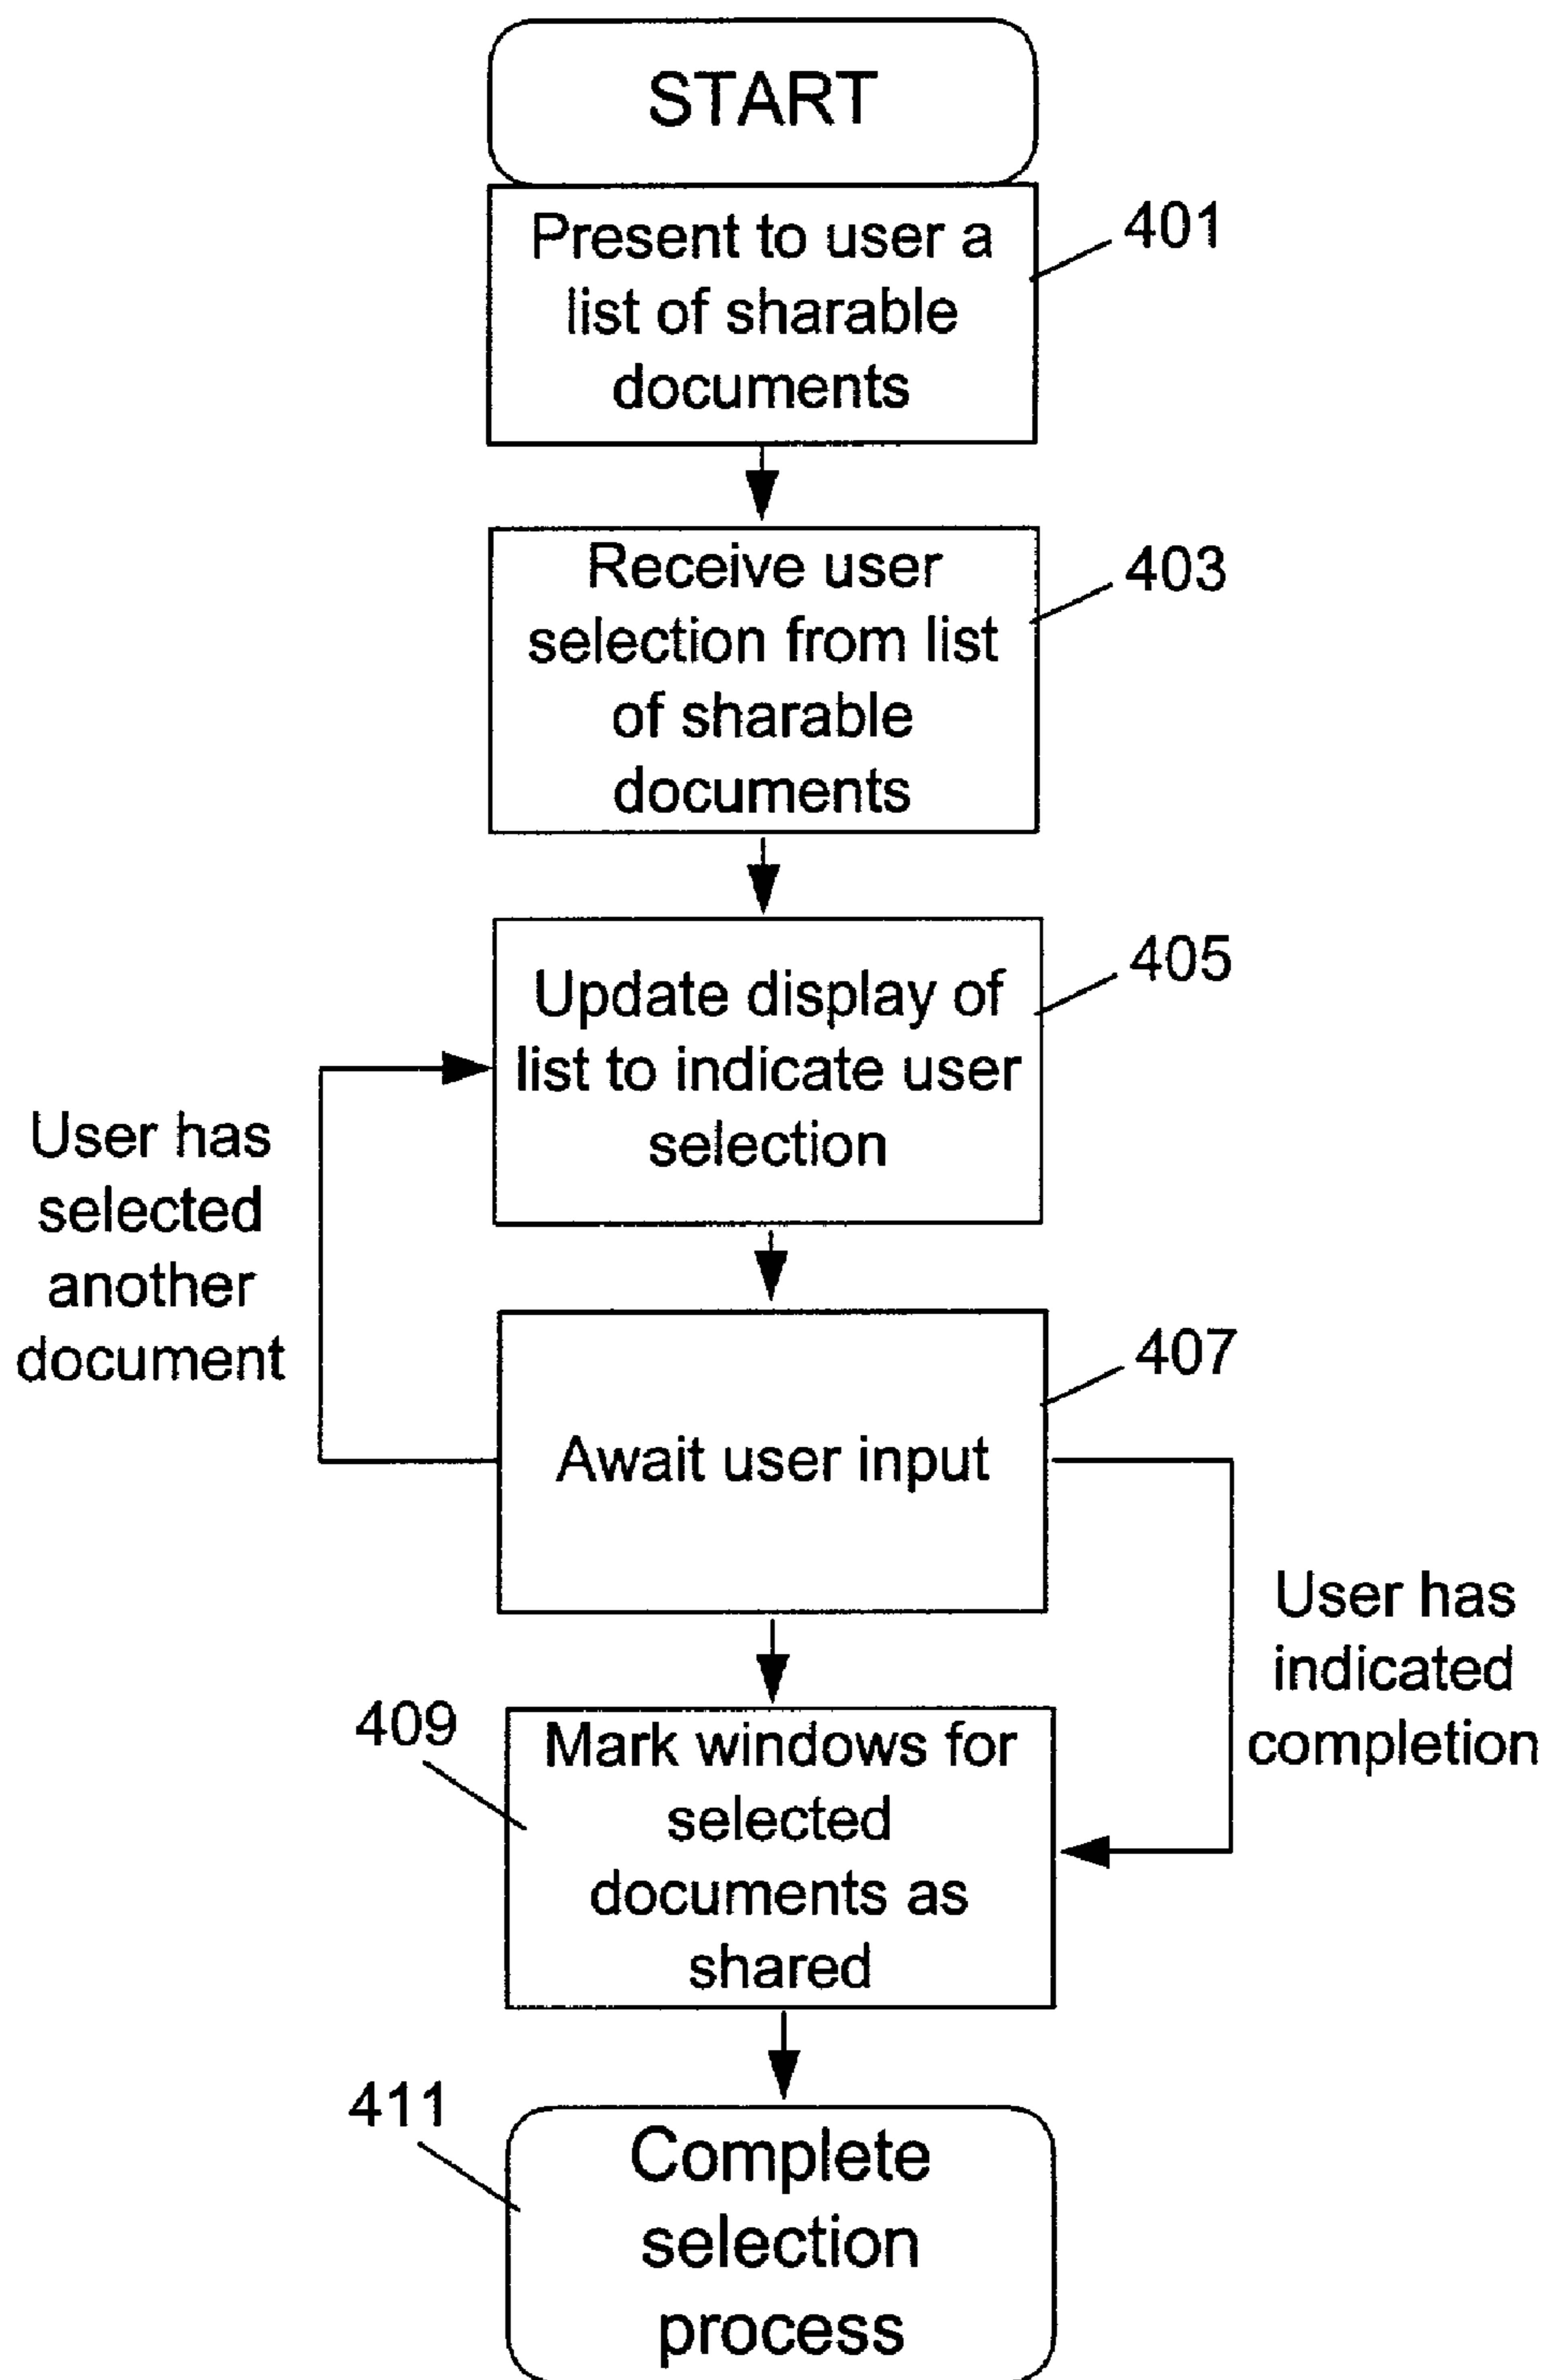 START
Present to user a
list of sharable
documents
401
Receive user
selection from list
of sharable
documents
403
Update display of
list to indicate user
selection
405
User has
selected
another
document
Await user input
407
User has
indicated
completion
409
Mark windows for
selected
documents as
shared
411
Complete
selection
process